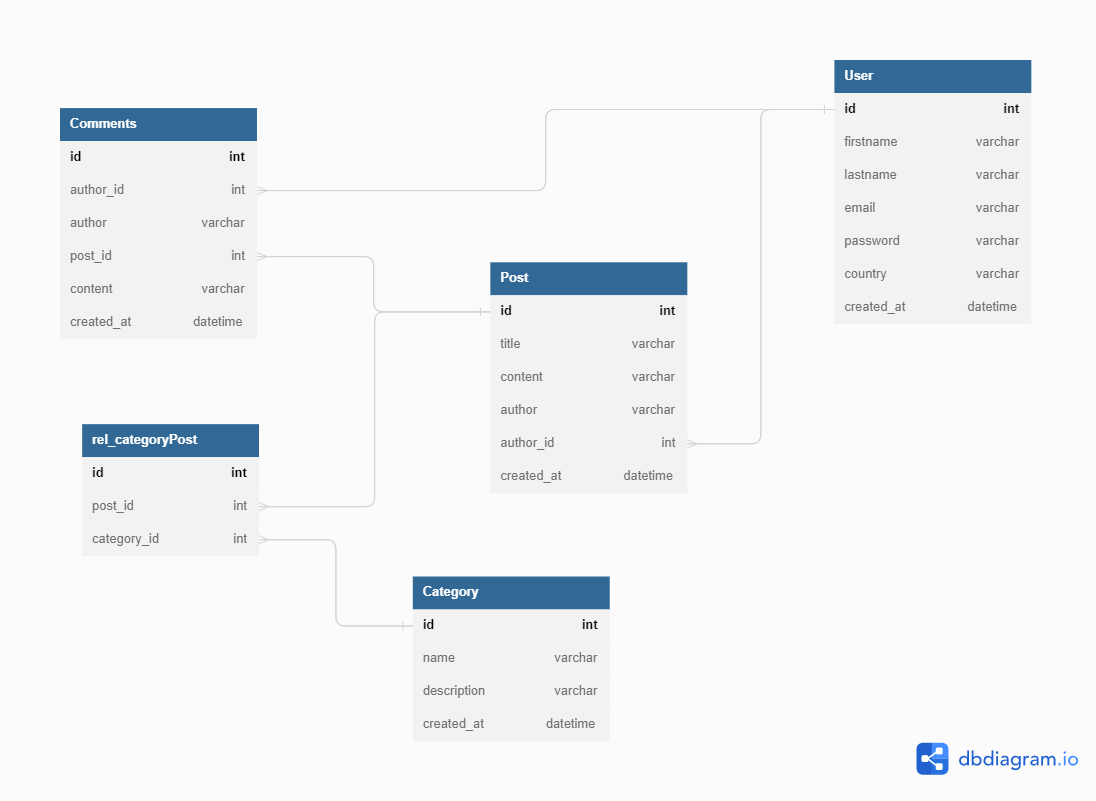 Comments
id int
author_id int
author varchar
post_id int
content varchar
created_at datetime
User
id int
firstname varchar
lastname varchar
email varchar
password varchar
country varchar
created_at datetime
Post
id int
title varchar
content varchar
author varchar
author_id int
created_at datetime
rel_categoryPost
id int
post_id int
category_id int
Category
id int
name varchar
description varchar
created_at datetime
dbdiagram.io